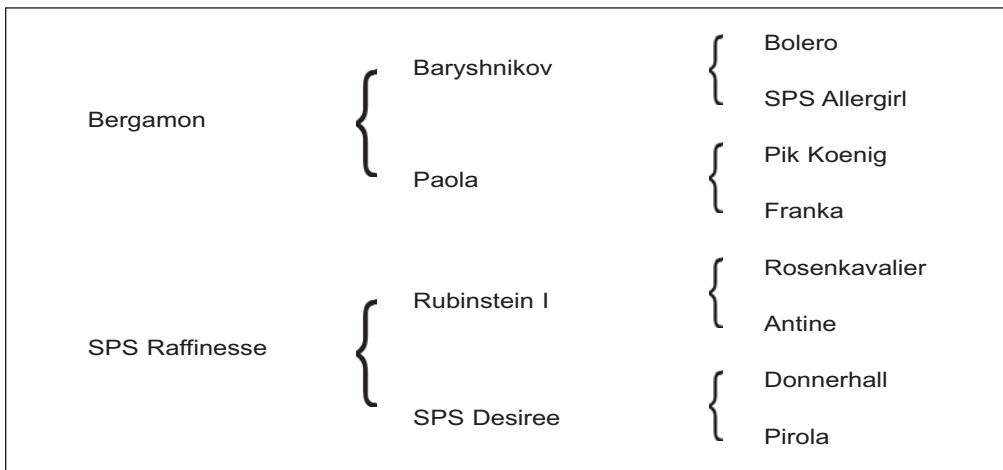 Bolero
Baryshnikov
SPS Allergirl
Bergamon
Pik Koenig
Paola
Franka
Rosenkavalier
Rubinstein I
Antine
SPS Raffinesse
Donnerhall
SPS Desiree
Pirola